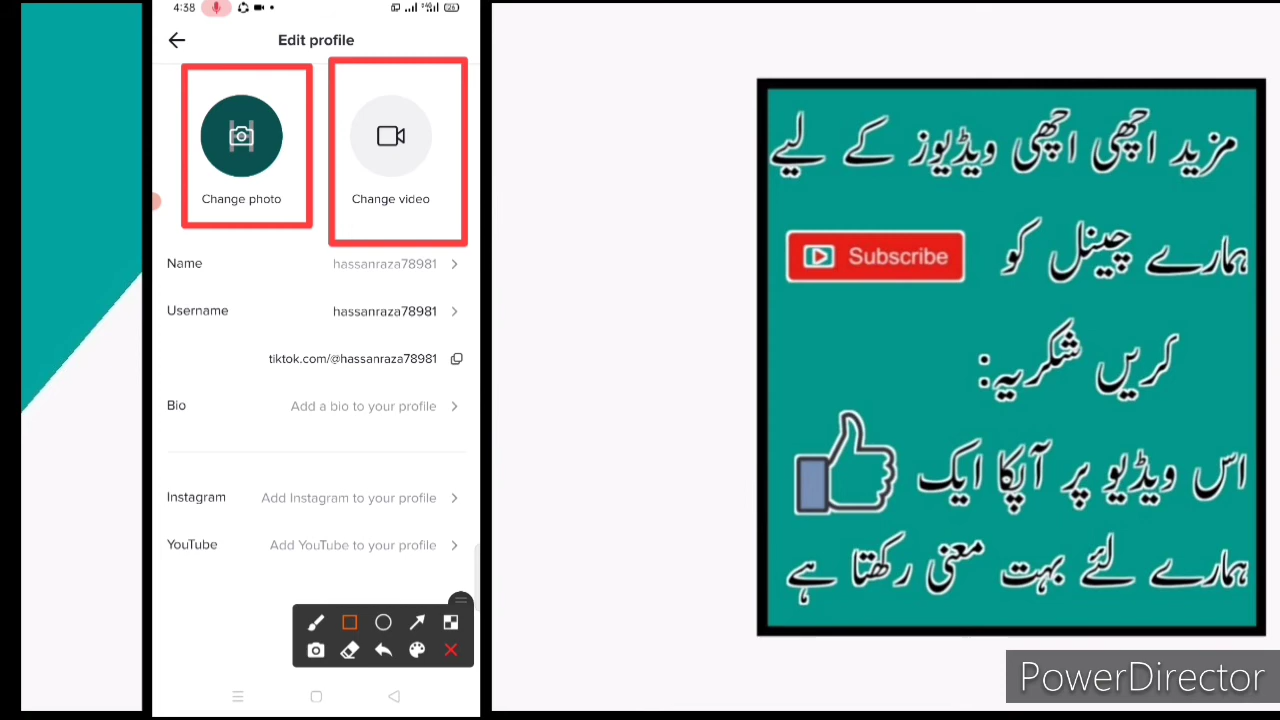 4:38
Edit profile
Change photo
Change video
Name hassanraza78981
Username hassanraza78981
tiktok.com/@hassanraza78981
Bio Add a bio to your profile
Instagram Add Instagram to your profile
YouTube Add YouTube to your profile
مزید اچھی اچھی ویڈیوز کے لیے
ہمارے چینل کو Subscribe
کریں شکریہ:
اس ویڈیو پر آپکا ایک
ہمارے لئے بہت معنی رکھتا ہے
PowerDirector